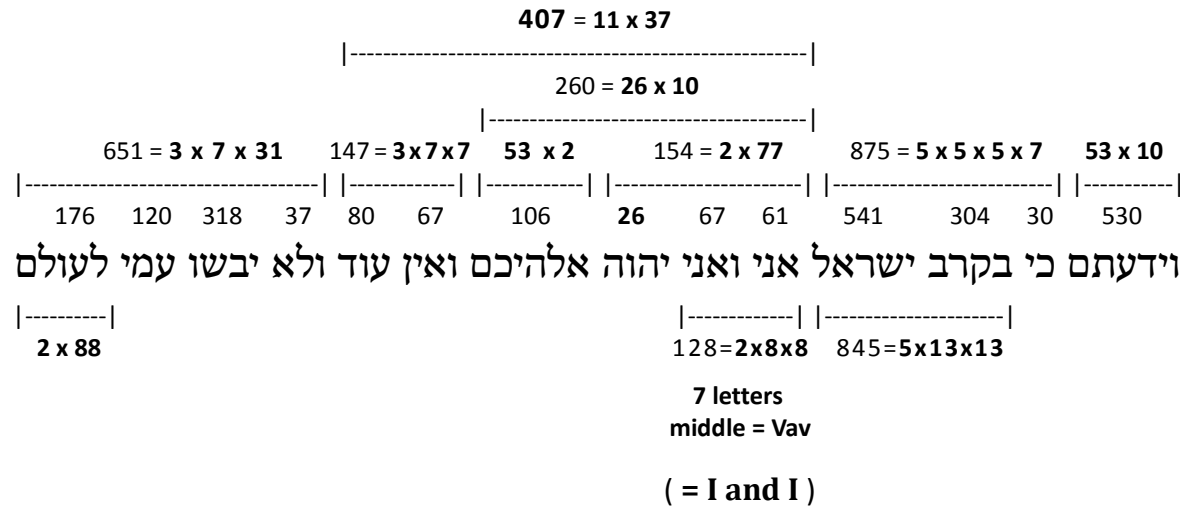 407 = 11 x 37
|--------------------------------------------------------|
260 = 26 x 10
|---------------------------------------|
651 = 3 x 7 x 31 147 = 3x7x7 53 x 2 154 = 2 x 77 875 = 5 x 5 x 5 x 7 53 x 10
|------------------------------------| |-------------| |------------| |------------------------| |---------------------------| |-----------|
176 120 318 37 80 67 106 26 67 61 541 304 30 530
וידעתם כי בקרב ישראל אני ואני יהוה אלהיכם ואין עוד ולא יבשו עמי לעולם
|----------| |-------------| |----------------------|
2 x 88 128=2x8x8 845=5x13x13
7 letters
middle = Vav
( = I and I )